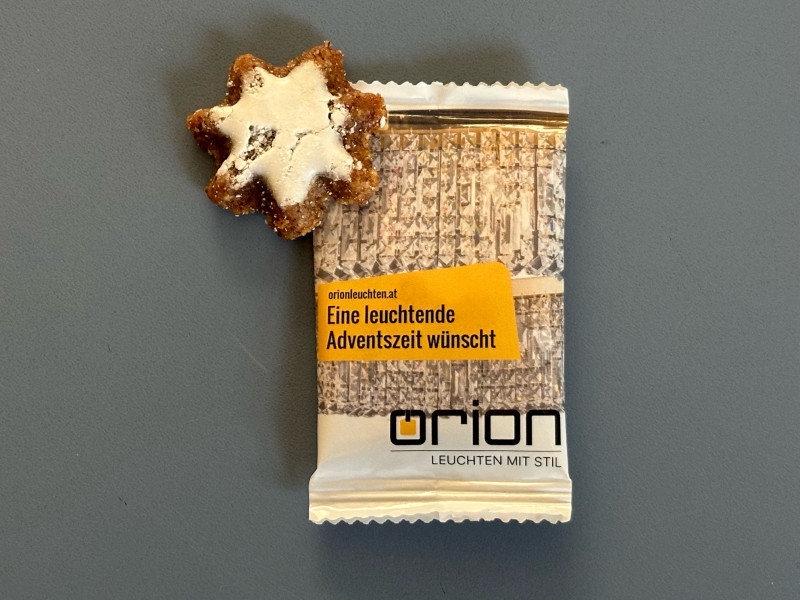 orionleuchten.at
Eine leuchtende
Adventszeit wünscht
orion
LEUCHTEN MIT STIL